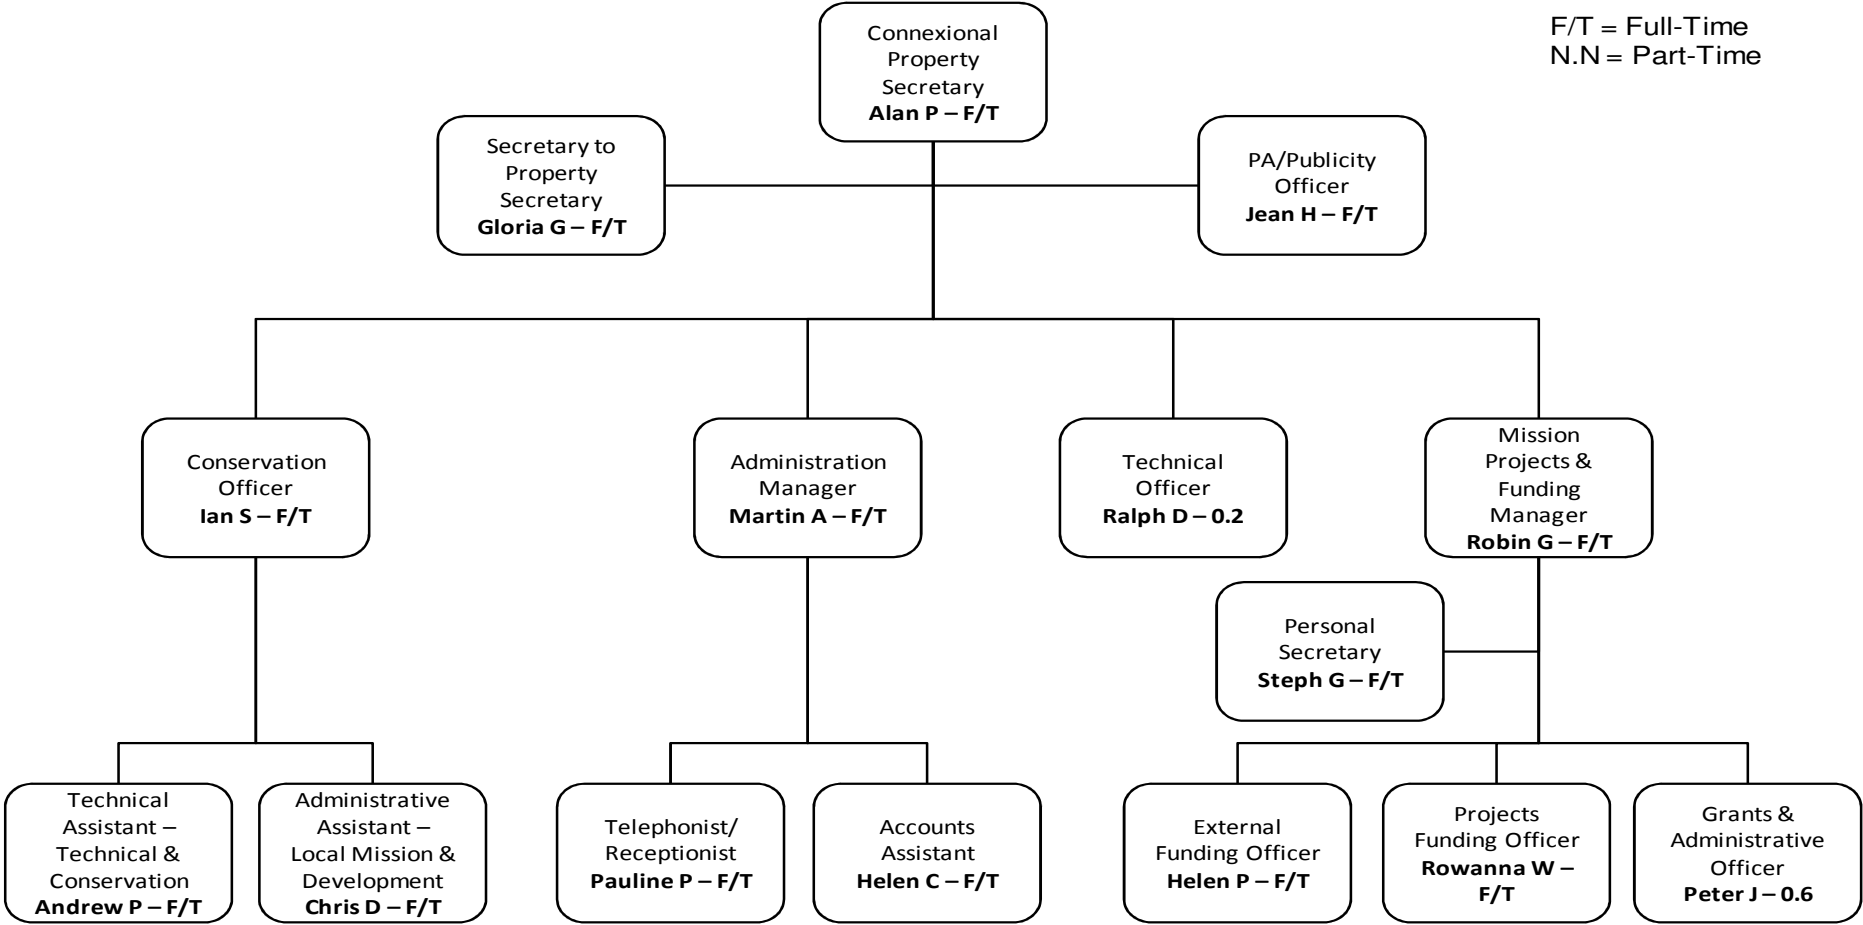 Connexional
Property
Secretary
Alan P – F/T
F/T = Full-Time
N.N = Part-Time
Secretary to
Property
Secretary
Gloria G – F/T
PA/Publicity
Officer
Jean H – F/T
Conservation
Officer
Ian S – F/T
Administration
Manager
Martin A – F/T
Technical
Officer
Ralph D – 0.2
Mission
Projects &
Funding
Manager
Robin G – F/T
Personal
Secretary
Steph G – F/T
Technical
Assistant –
Technical &
Conservation
Andrew P – F/T
Administrative
Assistant –
Local Mission &
Development
Chris D – F/T
Telephonist/
Receptionist
Pauline P – F/T
Accounts
Assistant
Helen C – F/T
External
Funding Officer
Helen P – F/T
Projects
Funding Officer
Rowanna W –
F/T
Grants &
Administrative
Officer
Peter J – 0.6